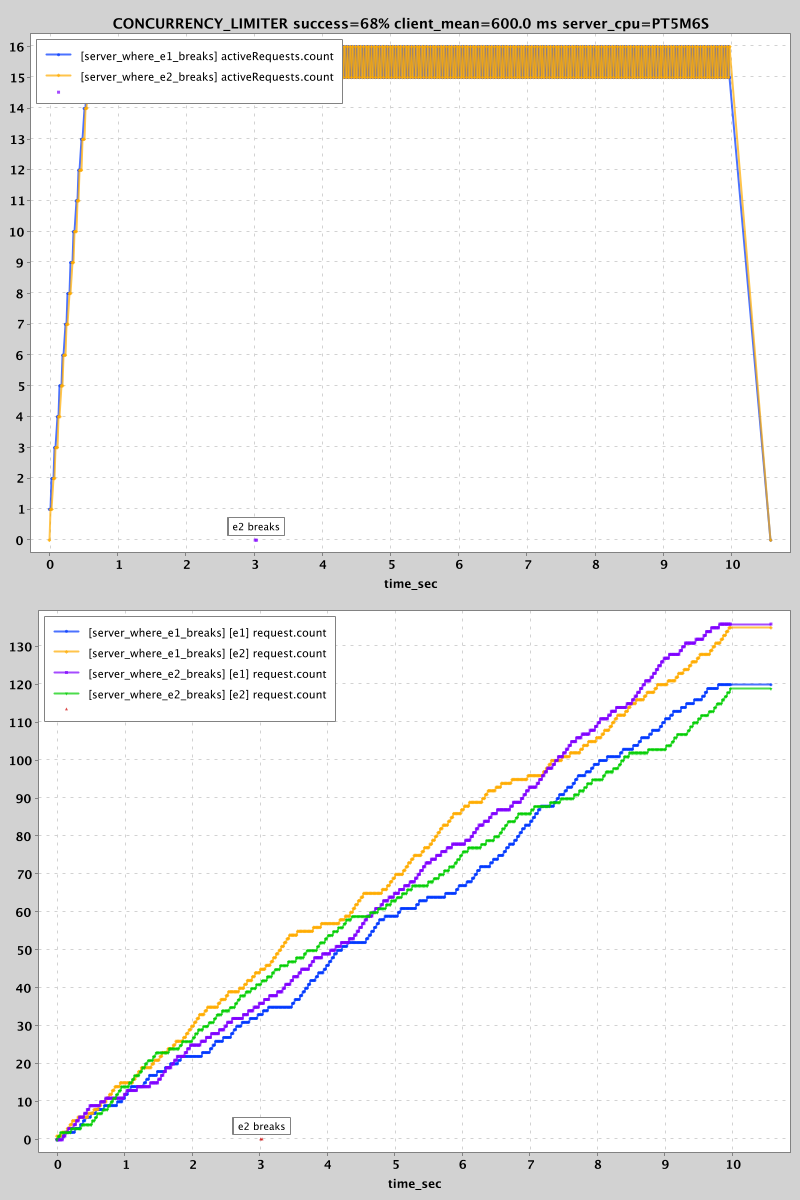 CONCURRENCY_LIMITER success=68% client_mean=600.0 ms server_cpu=PT5M6S
[server_where_e1_breaks] activeRequests.count
[server_where_e2_breaks] activeRequests.count
16
15
14
13
12
11
10
9
8
7
6
5
4
3
2
1
0
e2 breaks
0 1 2 3 4 5 6 7 8 9 10
time_sec
[server_where_e1_breaks] [e1] request.count
[server_where_e1_breaks] [e2] request.count
[server_where_e2_breaks] [e1] request.count
[server_where_e2_breaks] [e2] request.count
130
120
110
100
90
80
70
60
50
40
30
20
10
0
e2 breaks
0 1 2 3 4 5 6 7 8 9 10
time_sec